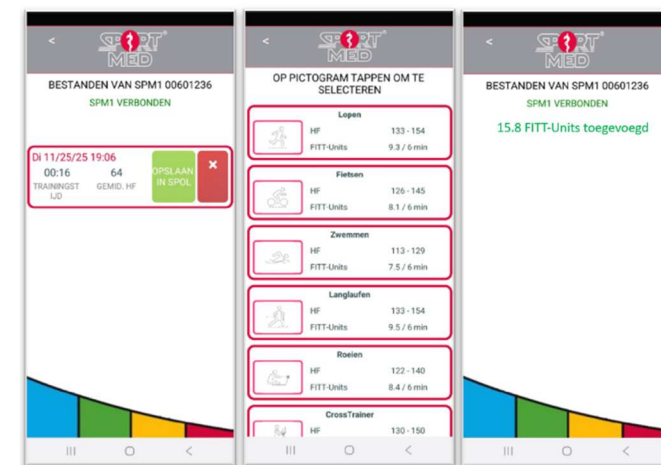 <
SPORT
MED
BESTANDEN VAN SPM1 00601236
SPM1 VERBONDEN
Di 11/25/25 19:06
00:16
TRAININGST
IJD
64
GEMID. HF
OPSLAAN
IN SPOL
×
<
SPORT
MED
OP PICTOGRAM TAPPEN OM TE
SELECTEREN
Lopen
HF 133 - 154
FITT-Units 9.3 / 6 min
Fietsen
HF 126 - 145
FITT-Units 8.1 / 6 min
Zwemmen
HF 113 - 129
FITT-Units 7.5 / 6 min
Langlaufen
HF 133 - 154
FITT-Units 9.5 / 6 min
Roeien
HF 122 - 140
FITT-Units 8.4 / 6 min
CrossTrainer
HF 130 - 150
<
SPORT
MED
BESTANDEN VAN SPM1 00601236
SPM1 VERBONDEN
15.8 FITT-Units toegevoegd